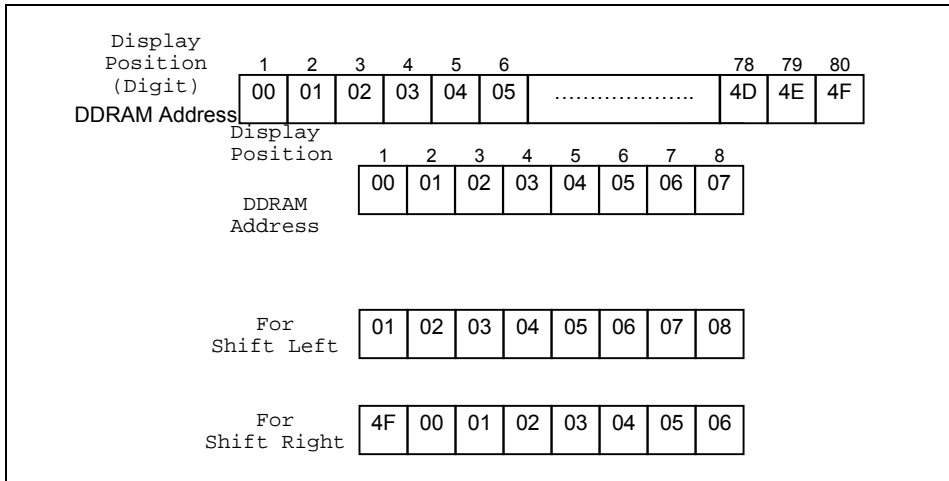 Display
Position
(Digit)
1 2 3 4 5 6 78 79 80
DDRAM Address
00 01 02 03 04 05 ………………….. 4D 4E 4F
Display
Position
1 2 3 4 5 6 7 8
DDRAM
Address
00 01 02 03 04 05 06 07
For
Shift Left
01 02 03 04 05 06 07 08
For
Shift Right
4F 00 01 02 03 04 05 06